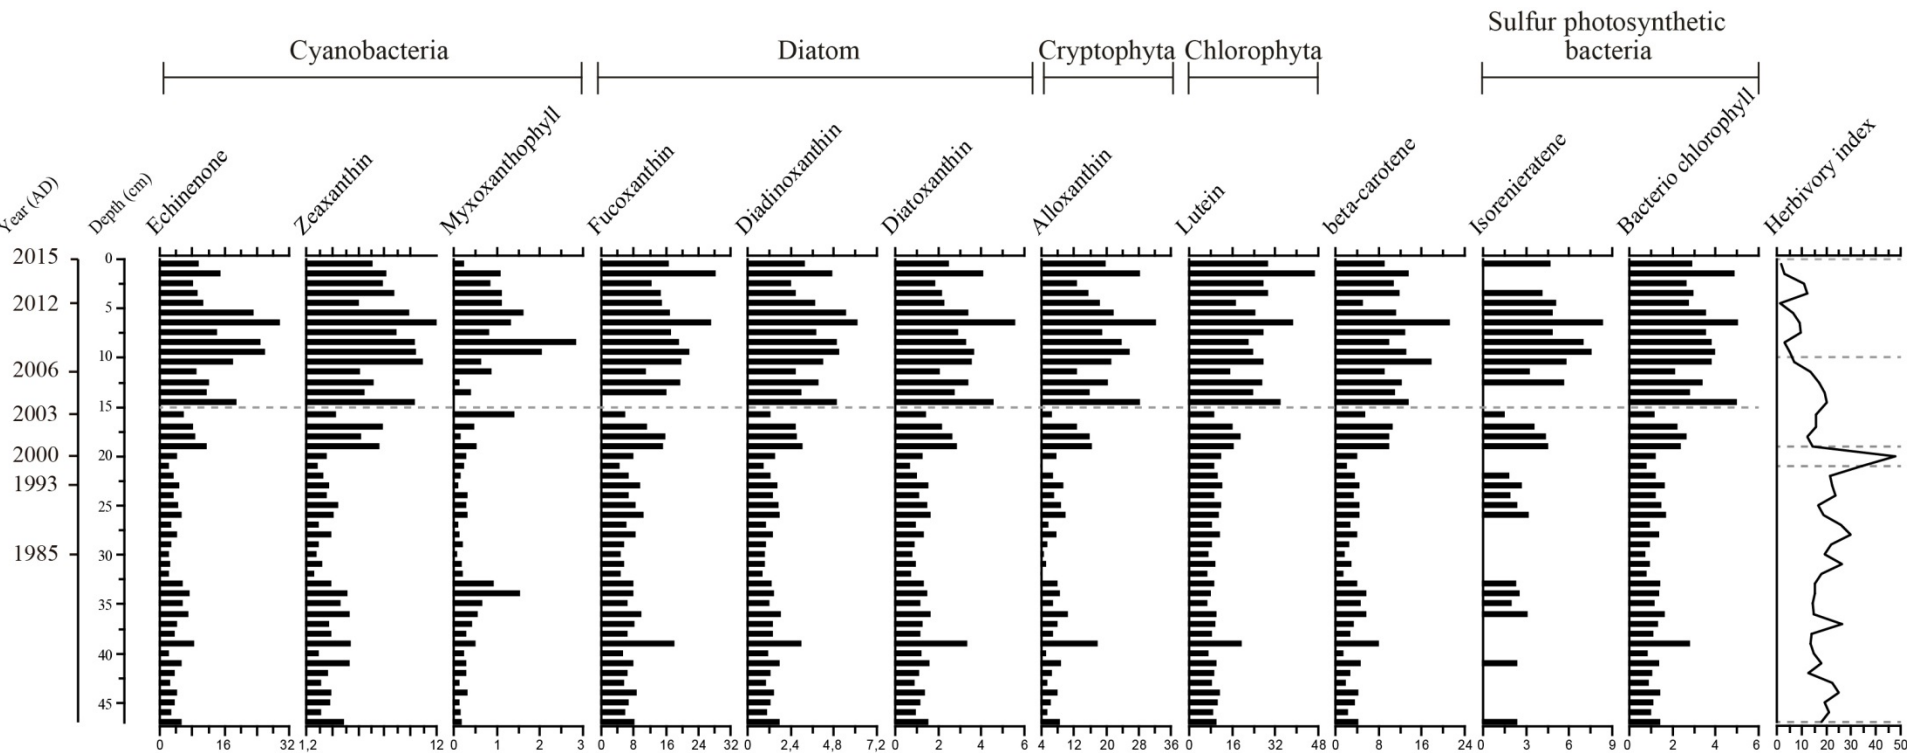 Sulfur photosynthetic
bacteria
Cyanobacteria
Diatom
Cryptophyta
Chlorophyta
Year (AD)
Depth (cm)
Echinenone
Zeaxanthin
Myxoxanthophyll
Fucoxanthin
Diadinoxanthin
Diatoxanthin
Alloxanthin
Lutein
beta-carotene
Isorenieratene
Bacterio chlorophyll
Herbivory index
2015
2012
2006
2003
2000
1993
1985
0
5
10
15
20
25
30
35
40
45
0 16 32
1,2 12
0 1 2 3
0 8 16 24 32
0 2,4 4,8 7,2
0 2 4 6
4 12 20 28 36
0 16 32 48
0 8 16 24
0 3 6 9
0 2 4 6
0 10 20 30 40 50